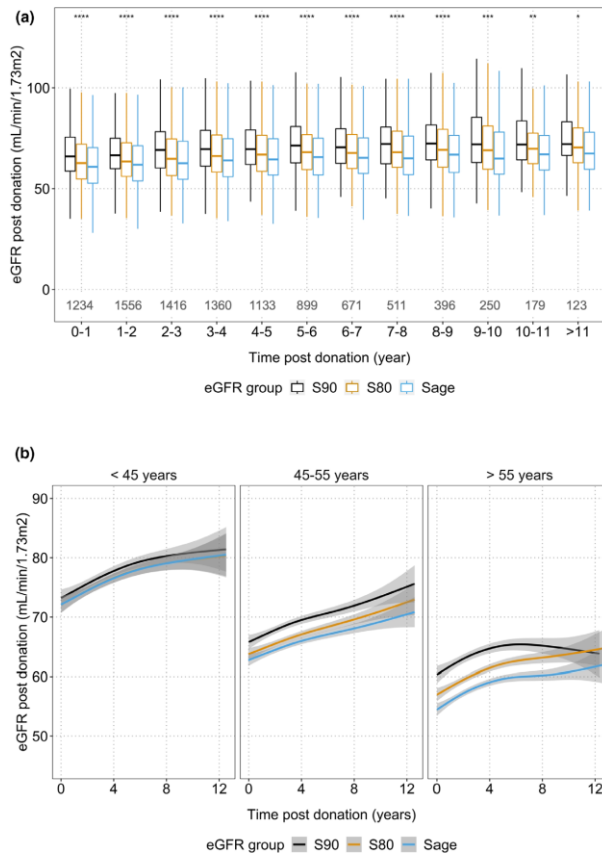 (a)
**** **** **** **** **** **** **** **** **** *** ** *
eGFR post donation (mL/min/1.73m2)
100
50
0
1234 1556 1416 1360 1133 899 671 511 396 250 179 123
0-1 1-2 2-3 3-4 4-5 5-6 6-7 7-8 8-9 9-10 10-11 >11
Time post donation (year)
eGFR group S90 S80 Sage
(b)
< 45 years 45-55 years > 55 years
eGFR post donation (mL/min/1.73m2)
90
80
70
60
50
0 4 8 12 0 4 8 12 0 4 8 12
Time post donation (years)
eGFR group S90 S80 Sage